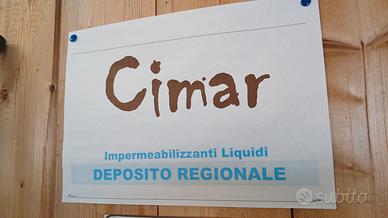 Cimar
Impermeabilizzanti Liquidi
DEPOSITO REGIONALE
subito